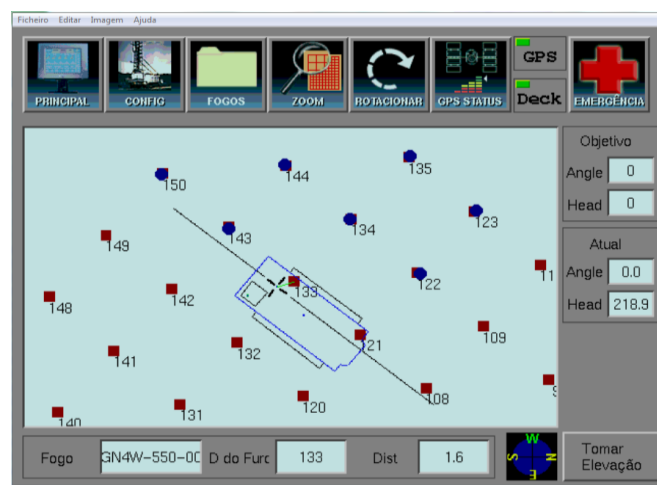 Ficheiro Editar Imagem Ajuda
PRINCIPAL CONFIG FOGOS ZOOM ROTACIONAR GPS STATUS GPS EMERGÊNCIA
Deck
Objetivo
Angle 0
Head 0
Atual
Angle 0.0
Head 218.9
135
144
150
123
134
143
149
11
122
133
142
148
109
121
132
141
108
120
131
140
Fogo GN4W-550-00 D do Furo 133 Dist 1.6
W
S N
E
Tomar
Elevação